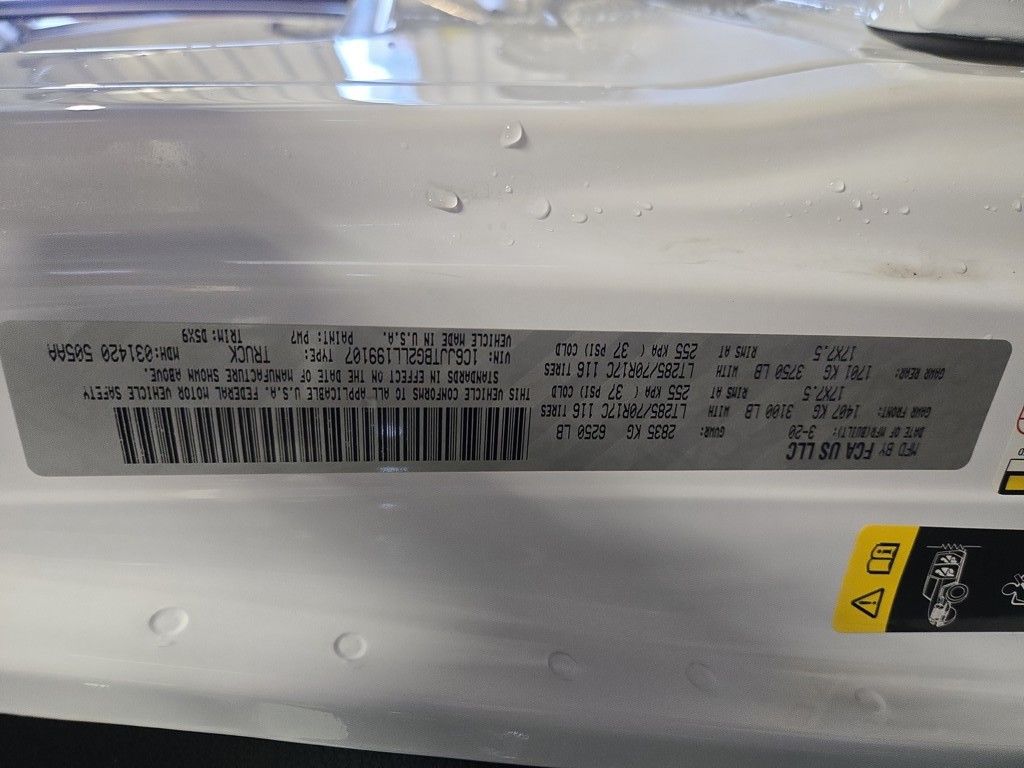 MFD BY FCA US LLC
DATE OF MFR(BUILT): 3-20
GVWR: 2835 KG 6250 LB
GAWR FRONT: 1407 KG 3100 LB WITH LT285/70R17C 116 TIRES
17X7.5 RIMS AT 255 KPA ( 37 PSI) COLD
GAWR REAR: 1701 KG 3750 LB WITH LT285/70R17C 116 TIRES
17X7.5 RIMS AT 255 KPA ( 37 PSI) COLD
THIS VEHICLE CONFORMS TO ALL APPLICABLE U.S.A. FEDERAL MOTOR VEHICLE SAFETY
STANDARDS IN EFFECT ON THE DATE OF MANUFACTURE SHOWN ABOVE.
VIN: 1C6JJTBG2LL199107 TYPE: TRUCK MDH:031420 505AA
VEHICLE MADE IN U.S.A. PAINT: PW7 TRIM: D5X9